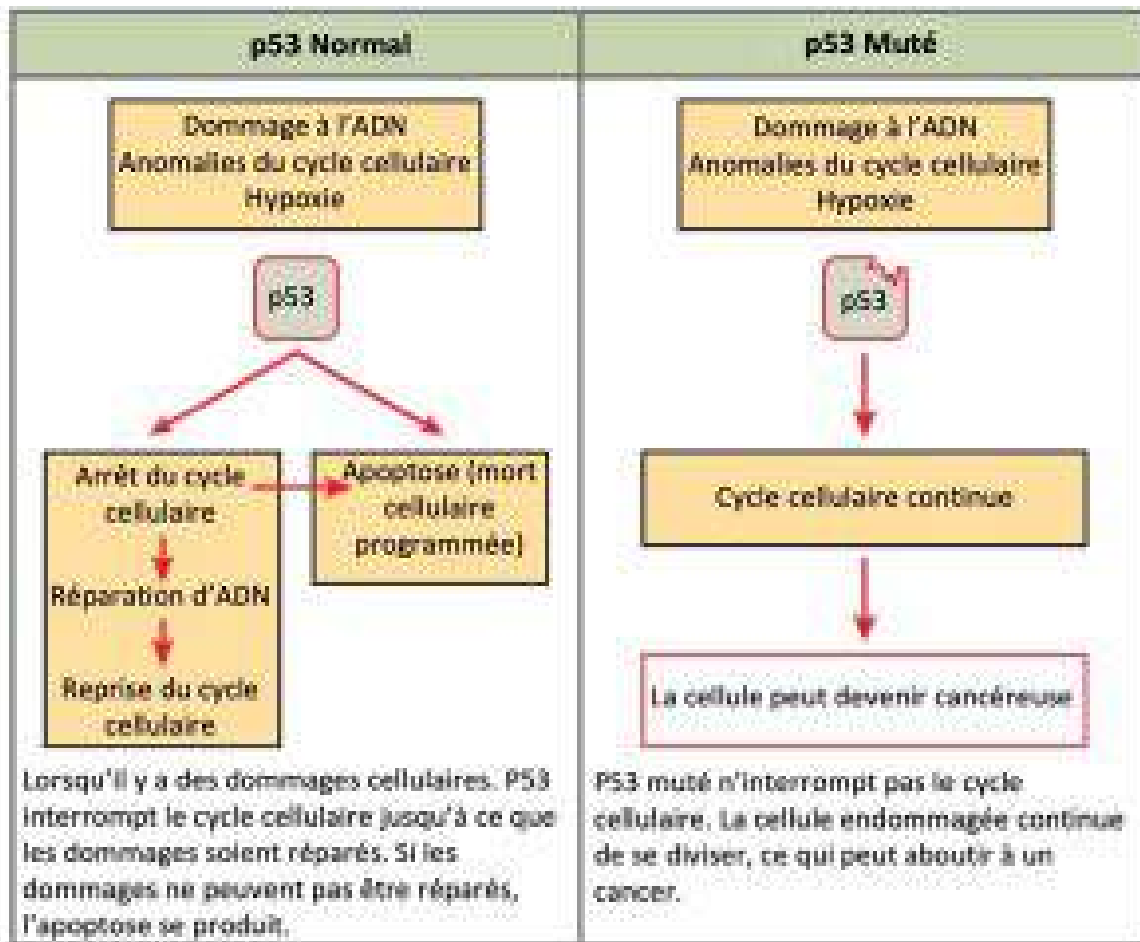 p53 Normal
Dommage à l'ADN
Anomalies du cycle cellulaire
Hypoxie
p53
Arrêt du cycle
cellulaire
Réparation d'ADN
Reprise du cycle
cellulaire
Apoptose (mort
cellulaire
programmée)
Lorsqu'il y a des dommages cellulaires. P53
interrompt le cycle cellulaire jusqu'à ce que
les dommages soient réparés. Si les
dommages ne peuvent pas être réparés,
l'apoptose se produit.
p53 Muté
Dommage à l'ADN
Anomalies du cycle cellulaire
Hypoxie
p53
Cycle cellulaire continue
La cellule peut devenir cancéreuse
P53 muté n'interrompt pas le cycle
cellulaire. La cellule endommagée continue
de se diviser, ce qui peut aboutir à un
cancer.